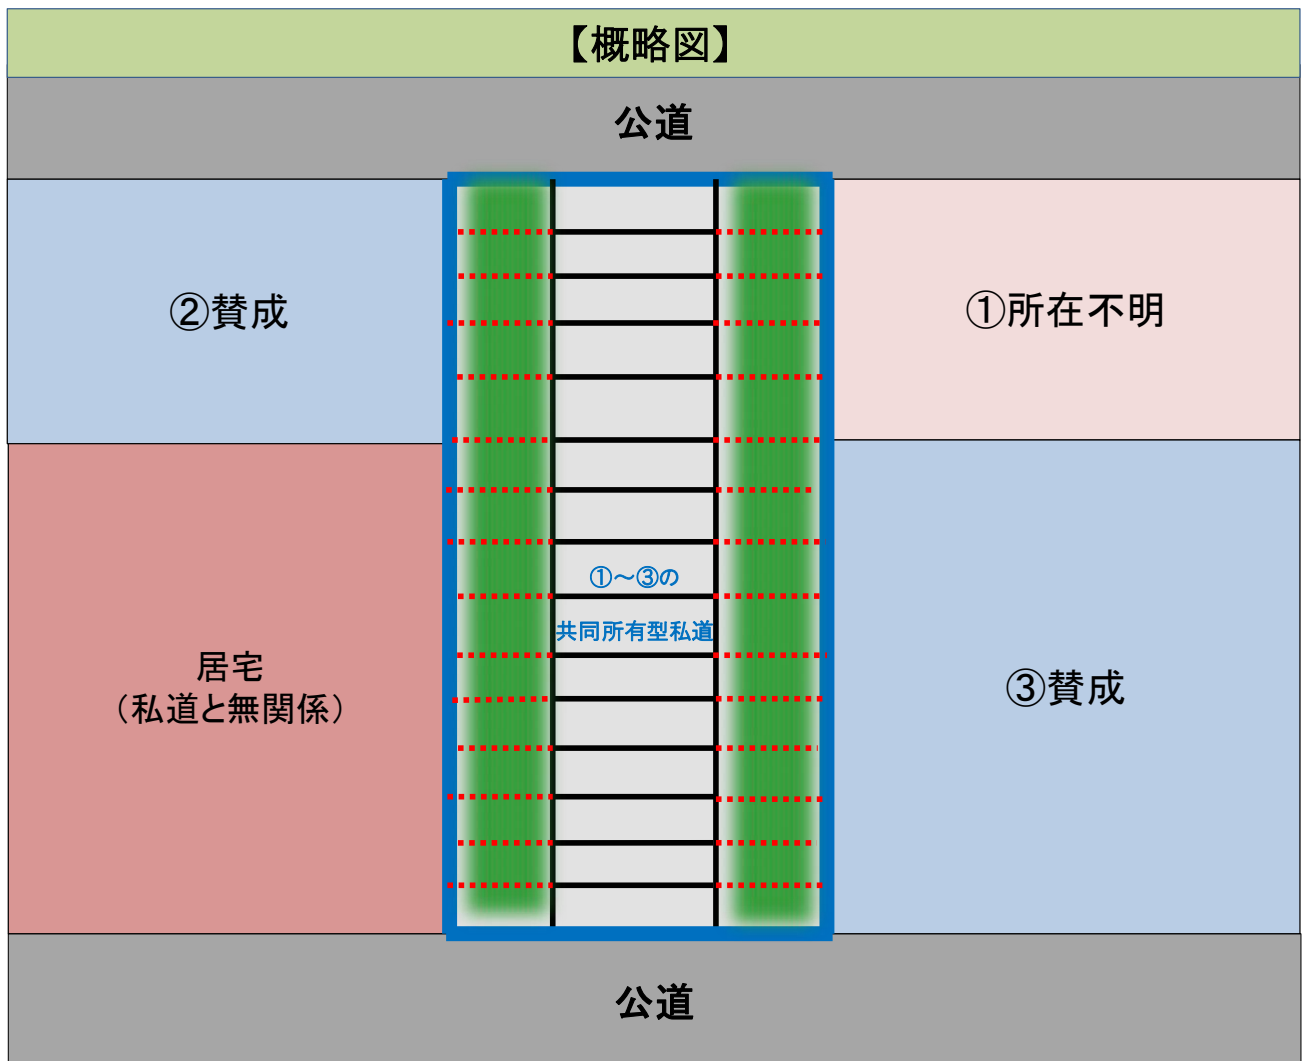 【概略図】
公道
②賛成
①所在不明
①～③の
共同所有型私道
居宅
（私道と無関係）
③賛成
公道